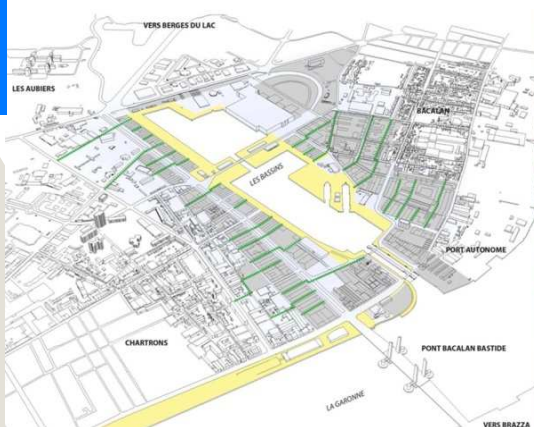 VERS BERGES DU LAC
LES AUBIERS
BACALAN
LES BASSINS
PORT AUTONOME
CHARTRONS
PONT BACALAN BASTIDE
LA GARONNE
VERS BRAZZA